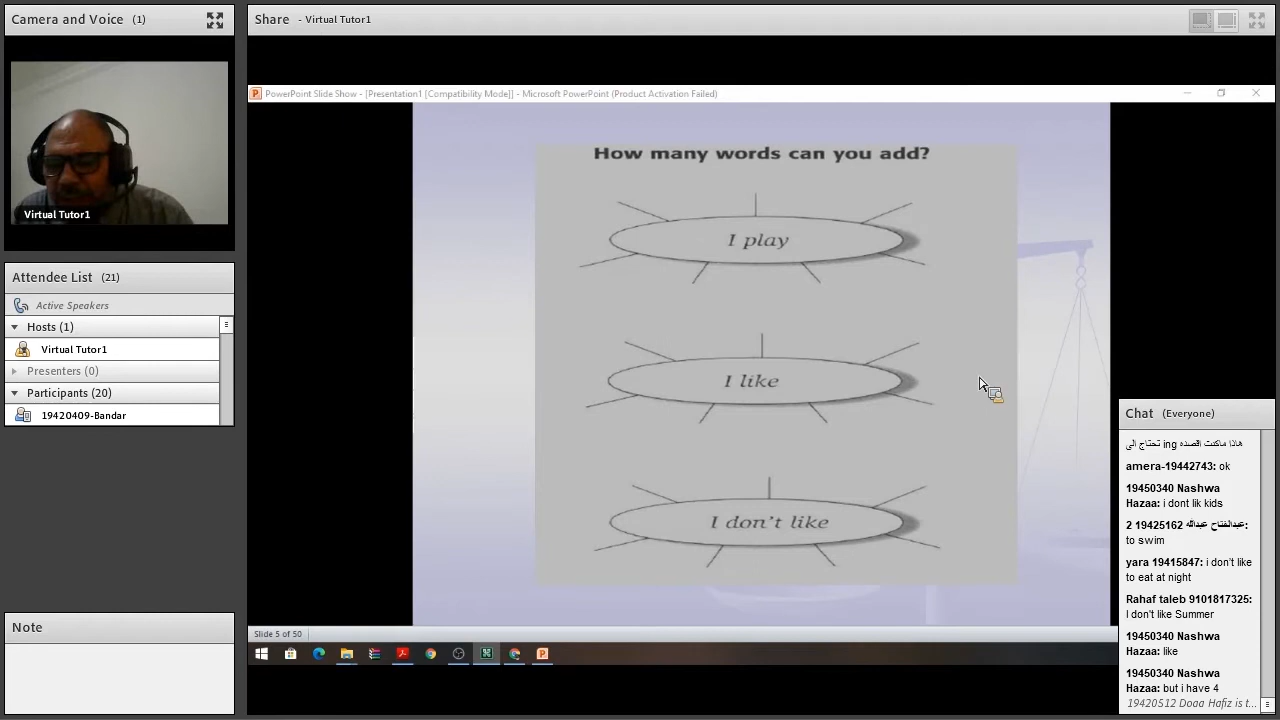 Camera and Voice (1)
Virtual Tutor1
Attendee List (21)
Active Speakers
Hosts (1)
Virtual Tutor1
Presenters (0)
Participants (20)
19420409-Bandar
Note
Share - Virtual Tutor1
PowerPoint Slide Show - [Presentation1 [Compatibility Mode]] - Microsoft PowerPoint (Product Activation Failed)
How many words can you add?
I play
I like
I don't like
Slide 5 of 50
Chat (Everyone)
هاذا ماكنت اقصده ing تحتاج الى
amera-19442743: ok
19450340 Nashwa
Hazaa: i dont lik kids
2 19425162 عبدالفتاح عبدالله:
to swim
yara 19415847: i don't like
to eat at night
Rahaf taleb 9101817325:
I don't like Summer
19450340 Nashwa
Hazaa: like
19450340 Nashwa
Hazaa: but i have 4
19420512 Doaa Hafiz is t...